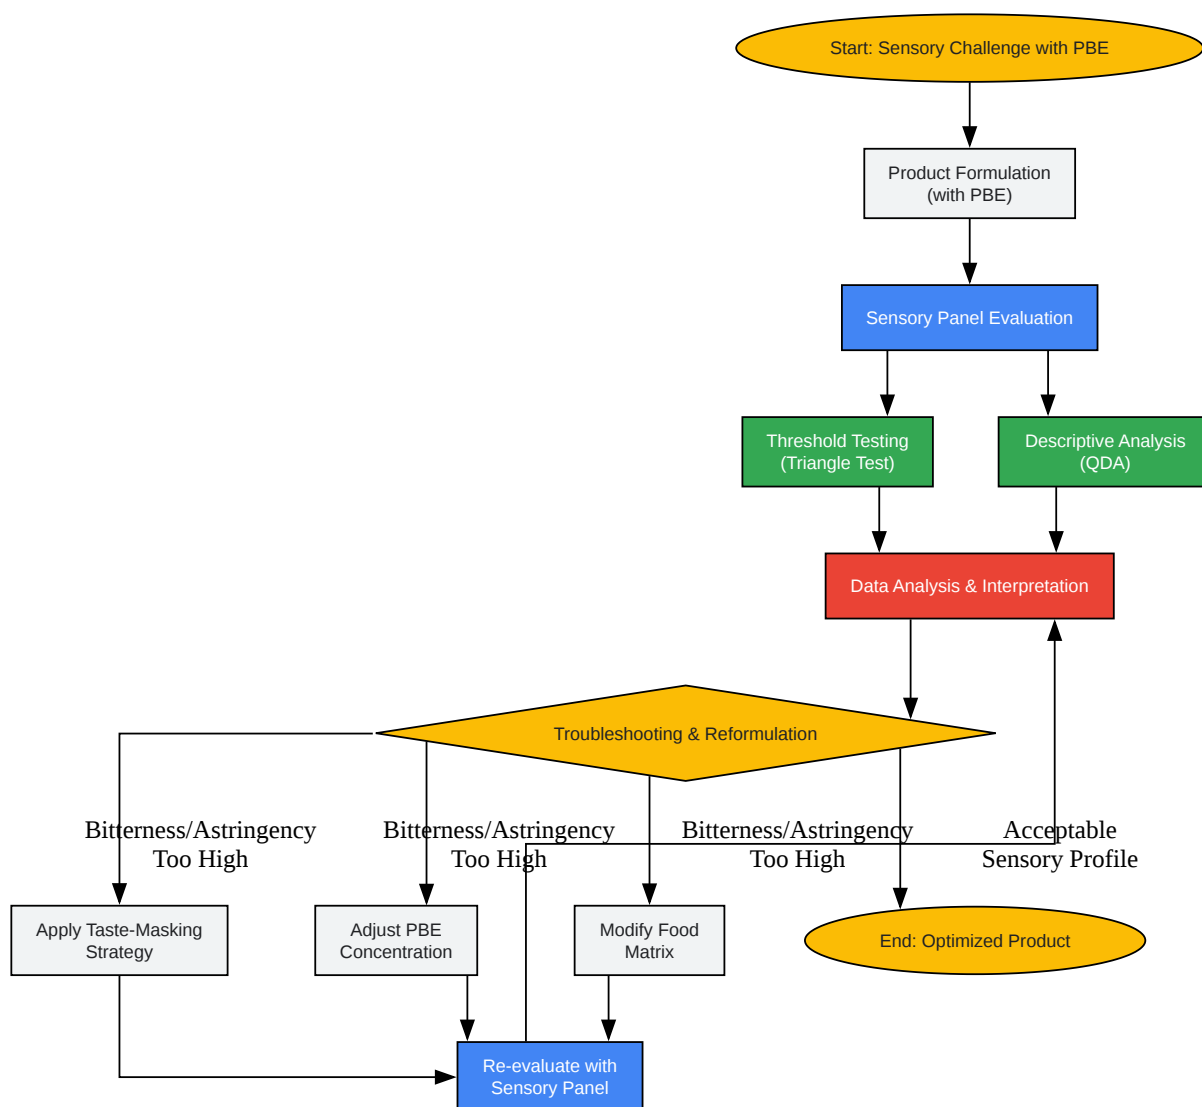 Start: Sensory Challenge with PBE
Product Formulation
(with PBE)
Sensory Panel Evaluation
Threshold Testing
(Triangle Test)
Descriptive Analysis
(QDA)
Data Analysis & Interpretation
Troubleshooting & Reformulation
Bitterness/Astringency
Too High
Bitterness/Astringency
Too High
Bitterness/Astringency
Too High
Acceptable
Sensory Profile
Apply Taste-Masking
Strategy
Adjust PBE
Concentration
Modify Food
Matrix
End: Optimized Product
Re-evaluate with
Sensory Panel